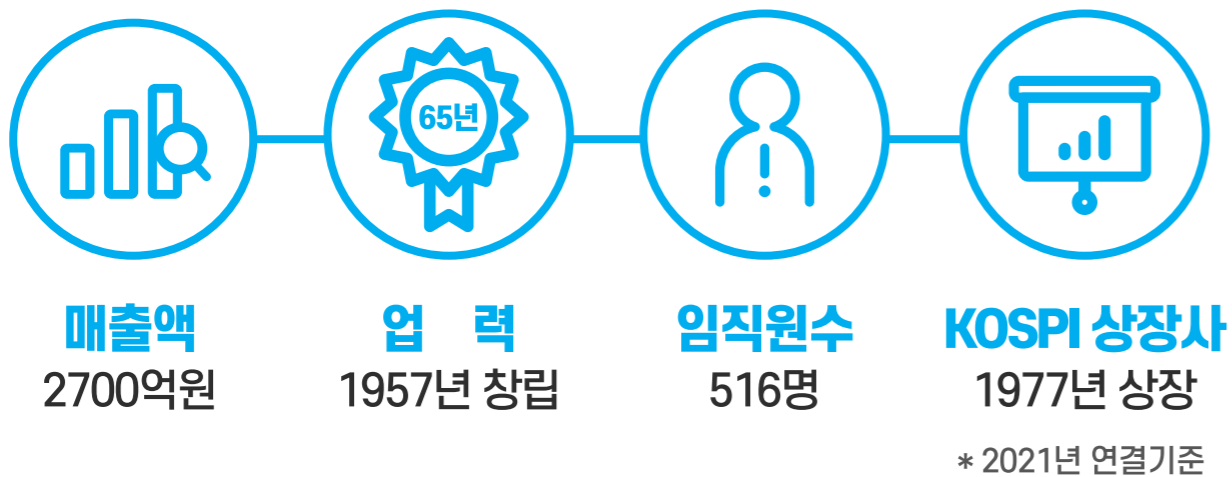 65년
매출액
2700억원
업 력
1957년 창립
임직원수
516명
KOSPI 상장사
1977년 상장
* 2021년 연결기준